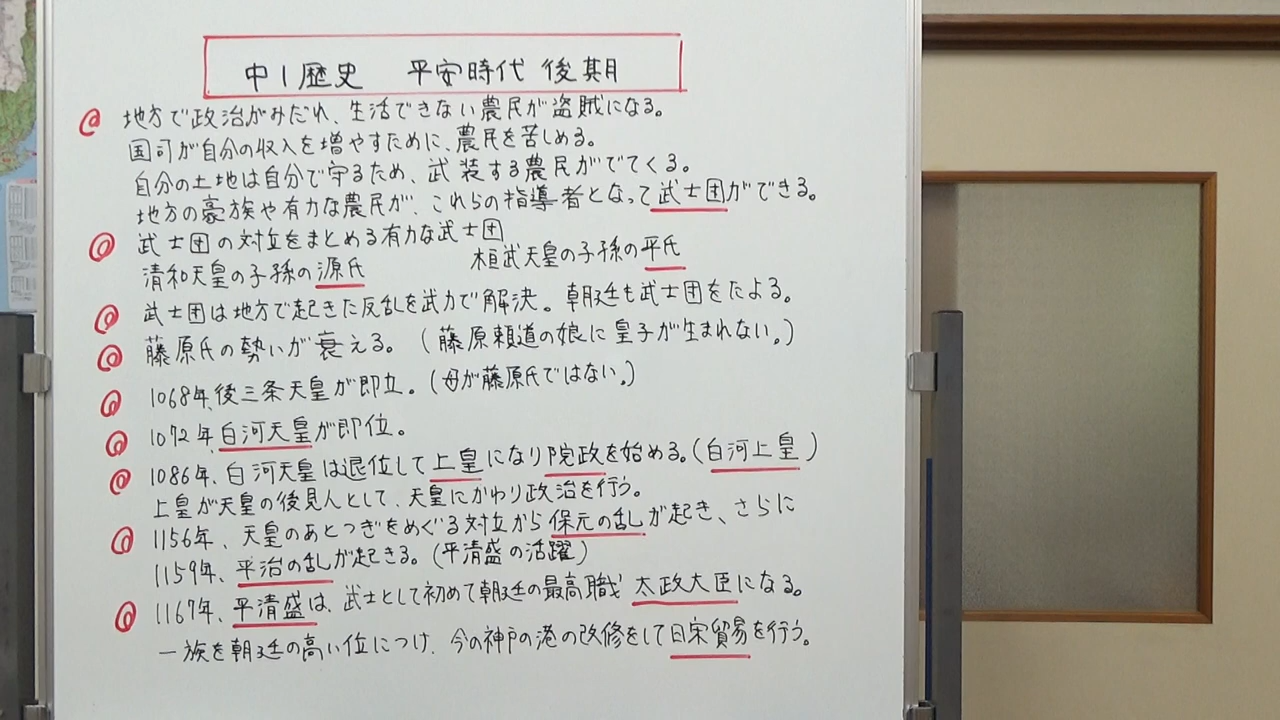 中1歴史 平安時代 後期
地方で政治がみだれ、生活できない農民が盗賊になる。
国司が自分の収入を増やすために、農民を苦しめる。
自分の土地は自分で守るため、武装する農民がでてくる。
地方の豪族や有力な農民が、これらの指導者となって武士団ができる。
武士団の対立をまとめる有力な武士団
清和天皇の子孫の源氏 桓武天皇の子孫の平氏
武士団は地方で起きた反乱を武力で解決。朝廷も武士団をたよる。
藤原氏の勢いが衰える。(藤原頼道の娘に皇子が生まれない。)
1068年、後三条天皇が即立。(母が藤原氏ではない。)
1072年、白河天皇が即位。
1086年、白河天皇は退位して上皇になり院政を始める。(白河上皇)
上皇が天皇の後見人として、天皇にかわり政治を行う。
1156年、天皇のあとつぎをめぐる対立から保元の乱が起き、さらに
1159年、平治の乱が起きる。(平清盛の活躍)
1167年、平清盛は、武士として初めて朝廷の最高職 太政大臣になる。
一族を朝廷の高い位につけ、今の神戸の港の改修をして日宋貿易を行う。